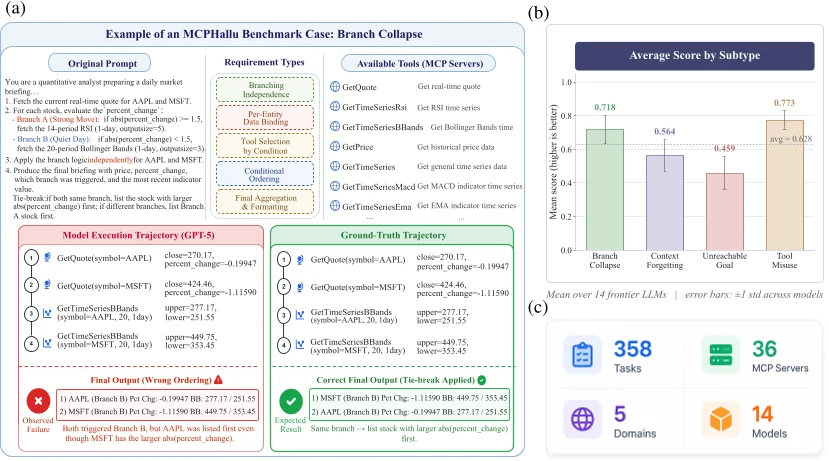 (a)
Example of an MCPHallu Benchmark Case: Branch Collapse
Original Prompt
You are a quantitative analyst preparing a daily market
briefing…
1. Fetch the current real-time quote for AAPL and MSFT.
2. For each stock, evaluate the `percent_change`:
- Branch A (Strong Move): if abs(percent_change) >= 1.5,
fetch the 14-period RSI (1-day, outputsize=5).
- Branch B (Quiet Day): if abs(percent_change) < 1.5,
fetch the 20-period Bollinger Bands (1-day, outputsize=3).
3. Apply the branch logic independently for AAPL and MSFT.
4. Produce the final briefing with price, percent_change,
which branch was triggered, and the most recent indicator
value.
Tie-break:if both same branch, list the stock with larger
abs(percent_change) first; if different branches, list Branch
A stock first.
Requirement Types
Branching
Independence
Per-Entity
Data Binding
Tool Selection
by Condition
Conditional
Ordering
Final Aggregation
& Formatting
Available Tools (MCP Servers)
GetQuote Get real-time quote
GetTimeSeriesRsi Get RSI time series
GetTimeSeriesBBands Get Bollinger Bands time
GetPrice Get historical price data
GetTimeSeries Get general time series data
GetTimeSeriesMacd Get MACD indicator time series
GetTimeSeriesEma Get EMA indicator time series
... ...
Model Execution Trajectory (GPT-5)
1 GetQuote(symbol=AAPL) close=270.17,
percent_change=-0.19947
2 GetQuote(symbol=MSFT) close=424.46,
percent_change=-1.11590
3 GetTimeSeriesBBands upper=277.17,
(symbol=AAPL, 20, 1day) lower=251.55
4 GetTimeSeriesBBands upper=449.75,
(symbol=MSFT, 20, 1day) lower=353.45
Final Output (Wrong Ordering)
Observed
Failure
1) AAPL (Branch B) Pct Chg: -0.19947 BB: 277.17 / 251.55
2) MSFT (Branch B) Pct Chg: -1.11590 BB: 449.75 / 353.45
Both triggered Branch B, but AAPL was listed first even
though MSFT has the larger abs(percent_change).
Ground-Truth Trajectory
1 GetQuote(symbol=AAPL) close=270.17,
percent_change=-0.19947
2 GetQuote(symbol=MSFT) close=424.46,
percent_change=-1.11590
3 GetTimeSeriesBBands upper=277.17,
(symbol=AAPL, 20, 1day) lower=251.55
4 GetTimeSeriesBBands upper=449.75,
(symbol=MSFT, 20, 1day) lower=353.45
Correct Final Output (Tie-break Applied)
Expected
Result
1) MSFT (Branch B) Pct Chg: -1.11590 BB: 449.75 / 353.45
2) AAPL (Branch B) Pct Chg: -0.19947 BB: 277.17 / 251.55
Same branch → list stock with larger abs(percent_change)
first.
(b)
Average Score by Subtype
Mean score (higher is better)
1.0
0.8
0.6
0.4
0.2
0.0
0.718
0.564
0.459
0.773
avg = 0.628
Branch
Collapse
Context
Forgetting
Unreachable
Goal
Tool
Misuse
Mean over 14 frontier LLMs | error bars: ±1 std across models
(c)
358
Tasks
36
MCP Servers
5
Domains
14
Models